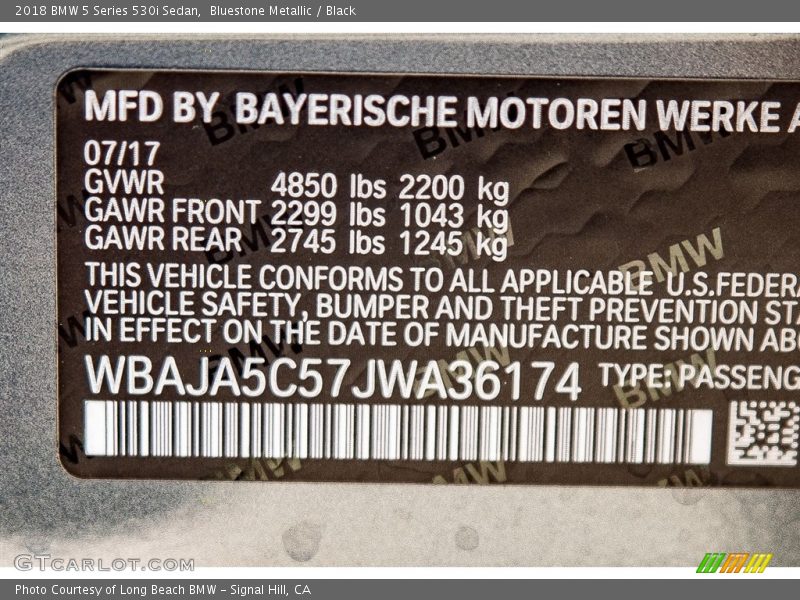 2018 BMW 5 Series 530i Sedan, Bluestone Metallic / Black
MFD BY BAYERISCHE MOTOREN WERKE A
07/17
GVWR 4850 lbs 2200 kg
GAWR FRONT 2299 lbs 1043 kg
GAWR REAR 2745 lbs 1245 kg
THIS VEHICLE CONFORMS TO ALL APPLICABLE U.S.FEDERA
VEHICLE SAFETY, BUMPER AND THEFT PREVENTION STA
IN EFFECT ON THE DATE OF MANUFACTURE SHOWN ABO
WBAJA5C57JWA36174 TYPE:PASSENG
GTCARLOT.COM
Photo Courtesy of Long Beach BMW – Signal Hill, CA